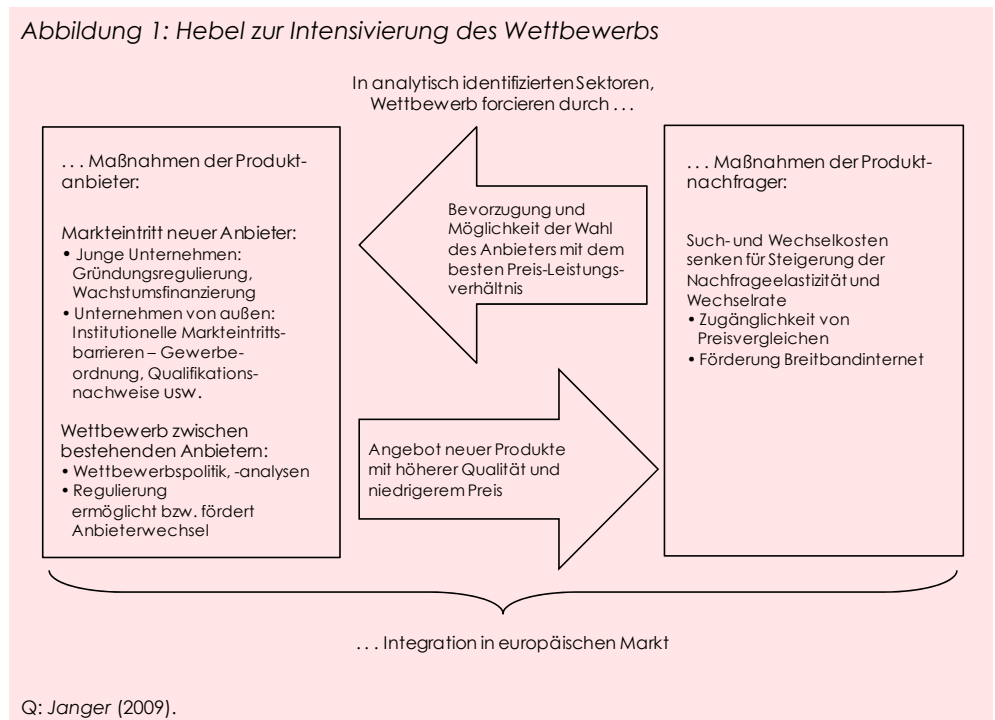 Abbildung 1: Hebel zur Intensivierung des Wettbewerbs
In analytisch identifizierten Sektoren,
Wettbewerb forcieren durch . . .
. . . Maßnahmen der Produkt-
anbieter:
Markteintritt neuer Anbieter:
• Junge Unternehmen:
Gründungsregulierung,
Wachstumsfinanzierung
• Unternehmen von außen:
Institutionelle Markteintritts-
barrieren – Gewerbe-
ordnung, Qualifikations-
nachweise usw.
Wettbewerb zwischen
bestehenden Anbietern:
• Wettbewerbspolitik, -analysen
• Regulierung
ermöglicht bzw. fördert
Anbieterwechsel
Bevorzugung und
Möglichkeit der Wahl
des Anbieters mit dem
besten Preis-Leistungs-
verhältnis
Angebot neuer Produkte
mit höherer Qualität und
niedrigerem Preis
. . . Maßnahmen der Produkt-
nachfrager:
Such- und Wechselkosten
senken für Steigerung der
Nachfrageelastizität und
Wechselrate
• Zugänglichkeit von
Preisvergleichen
• Förderung Breitbandinternet
. . . Integration in europäischen Markt
Q: Janger (2009).